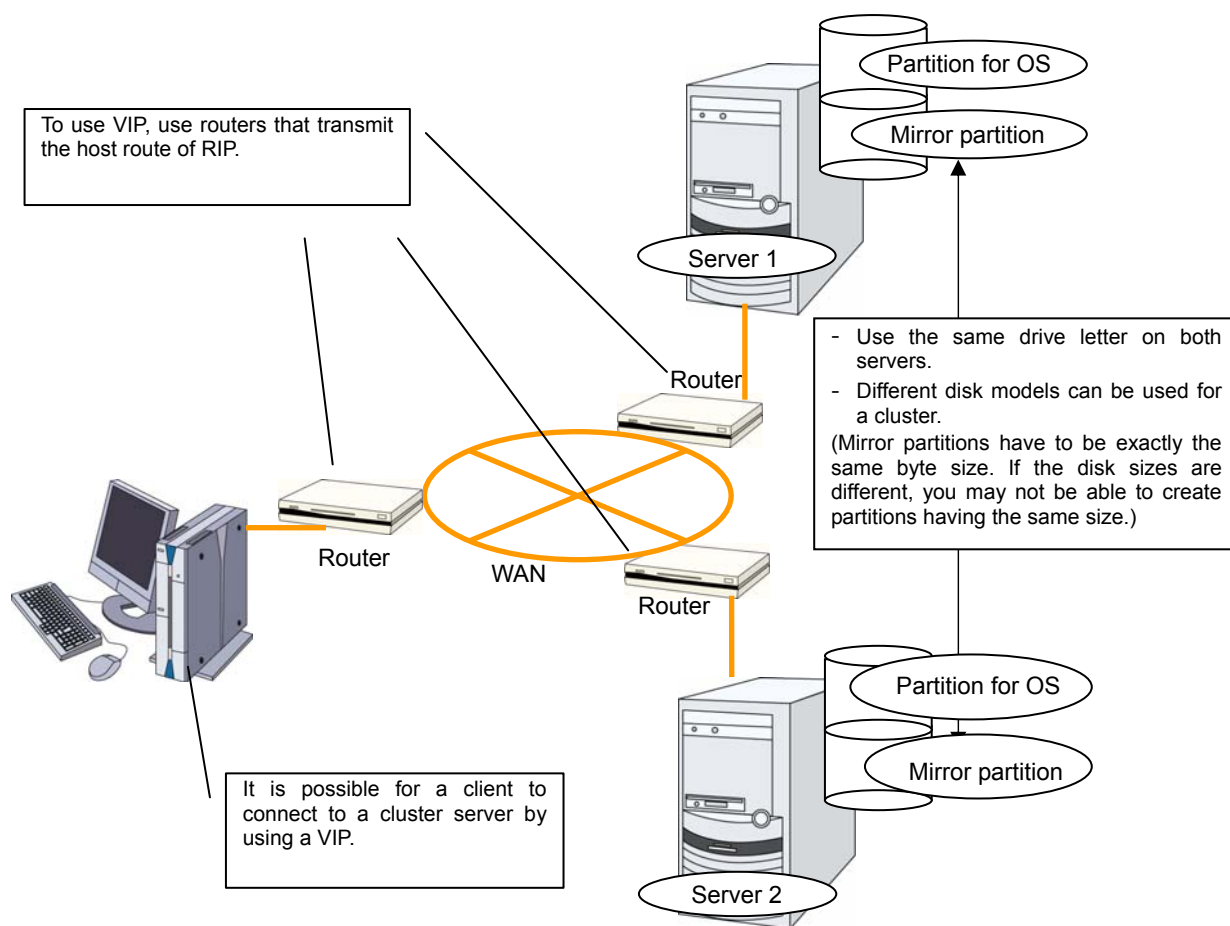 Partition for OS
Mirror partition
To use VIP, use routers that transmit
the host route of RIP.
Server 1
- Use the same drive letter on both
servers.
- Different disk models can be used for
a cluster.
(Mirror partitions have to be exactly the
same byte size. If the disk sizes are
different, you may not be able to create
partitions having the same size.)
Router
Router
WAN
Router
Partition for OS
Mirror partition
It is possible for a client to
connect to a cluster server by
using a VIP.
Server 2